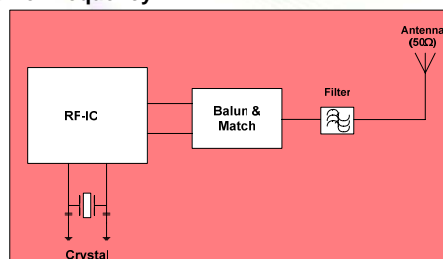 Antenna
(50Ω)
Filter
RF-IC
Balun &
Match
Crystal